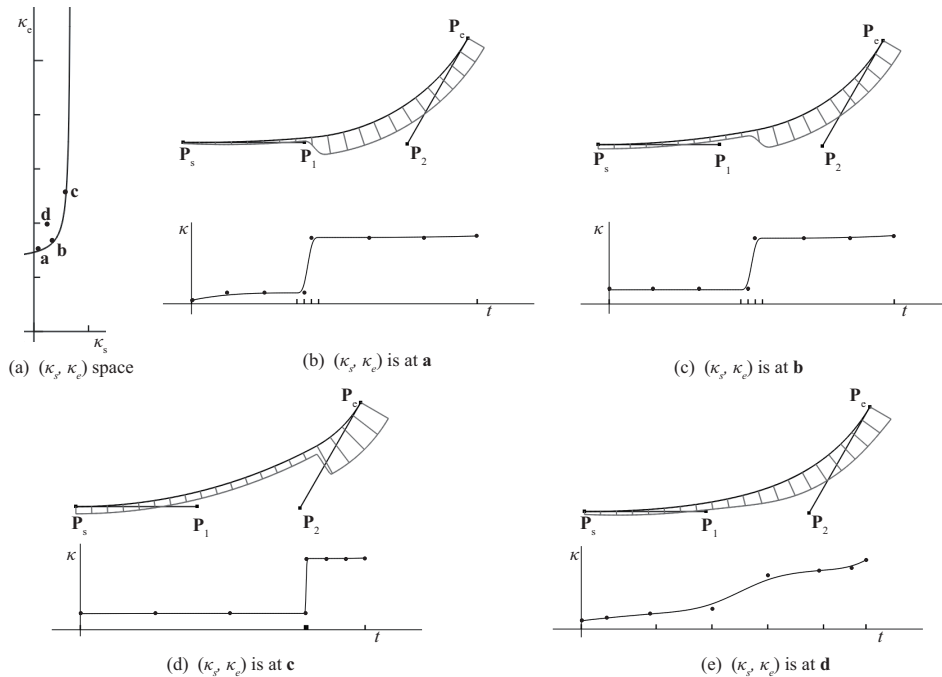 κe
d
c
b
a
κs
(a) (κs, κe) space
Pe
Ps
P1
P2
κ
t
(b) (κs, κe) is at a
Pe
Ps
P1
P2
κ
t
(c) (κs, κe) is at b
Pe
Ps
P1
P2
κ
t
(d) (κs, κe) is at c
Pe
Ps
P1
P2
κ
t
(e) (κs, κe) is at d